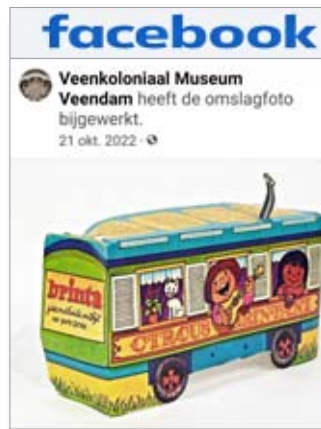 facebook
Veenkoloniaal Museum
Veendam heeft de omslagfoto
bijgewerkt.
21 okt. 2022 ·
brinta
CIRCUS